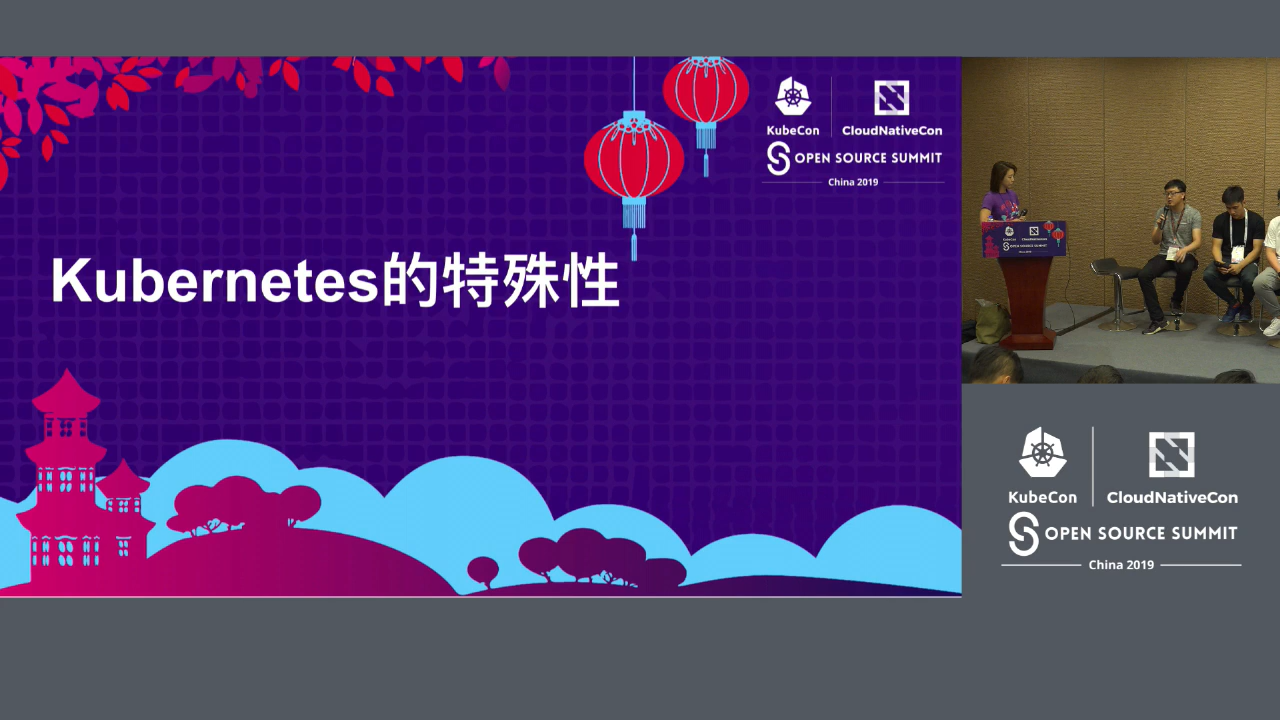 KubeCon
CloudNativeCon
OPEN SOURCE SUMMIT
China 2019
Kubernetes的特殊性
KubeCon
CloudNativeCon
OPEN SOURCE SUMMIT
China 2019